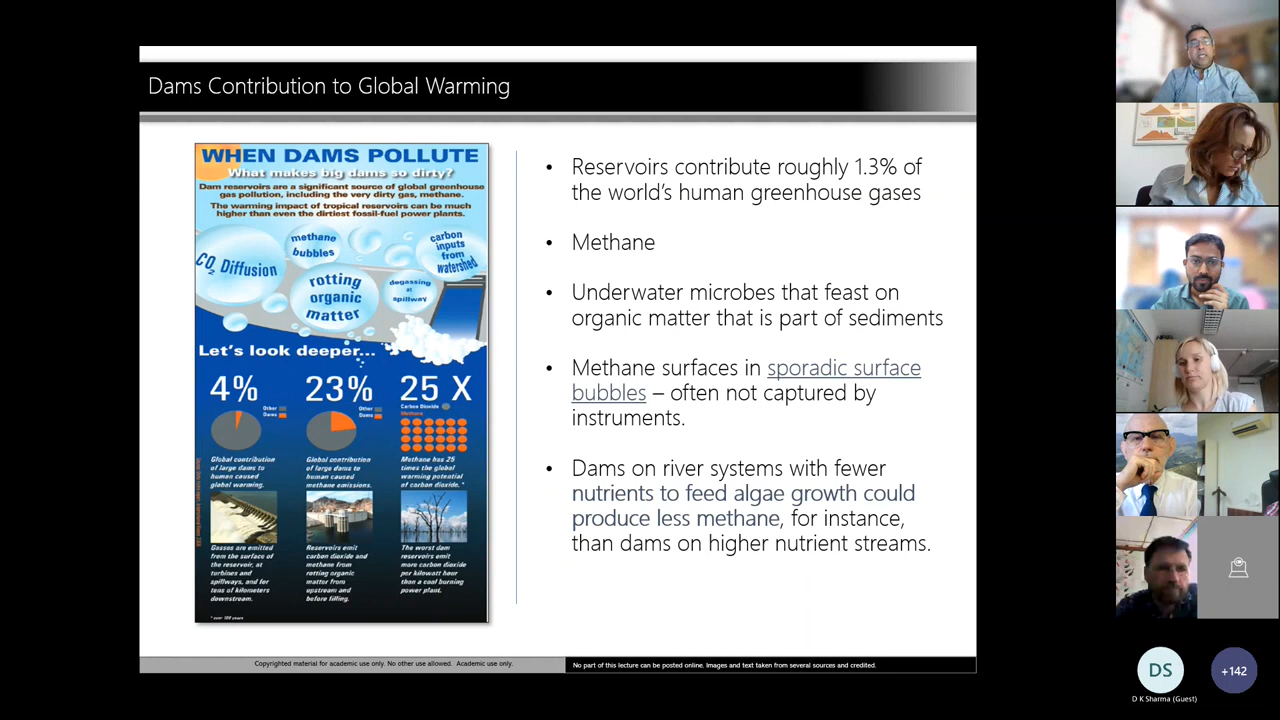 Dams Contribution to Global Warming
WHEN DAMS POLLUTE
What makes big dams so dirty?
Dam reservoirs are a significant source of global greenhouse
gas pollution, including the very dirty gas, methane.
The warming impact of tropical reservoirs can be much
higher than even the dirtiest fossil-fuel power plants.
CO2 Diffusion
methane
bubbles
carbon
inputs
from
watershed
rotting
organic
matter
degassing
at
spillway
Let's look deeper...
4%
Other
Dams
Global contribution
of large dams to
human caused
global warming.
Gasses are emitted
from the surface of
the reservoir, at
turbines and
spillways, and for
tens of kilometers
downstream.
23%
Other
Dams
Global contribution
of large dams to
human caused
methane emissions.
Reservoirs emit
carbon dioxide and
methane from
rotting organic
matter from
upstream and
before filling.
25 X
Carbon Dioxide
Methane
Methane has 25
times the global
warming potential
of carbon dioxide.*
The worst dam
reservoirs emit
more carbon dioxide
per kilowatt hour
than a coal burning
power plant.
* over 100 years
• Reservoirs contribute roughly 1.3% of
the world's human greenhouse gases
• Methane
• Underwater microbes that feast on
organic matter that is part of sediments
• Methane surfaces in sporadic surface
bubbles – often not captured by
instruments.
• Dams on river systems with fewer
nutrients to feed algae growth could
produce less methane, for instance,
than dams on higher nutrient streams.
Copyrighted material for academic use only. No other use allowed. Academic use only.
No part of this lecture can be posted online. Images and text taken from several sources and credited.
DS
+142
D K Sharma (Guest)